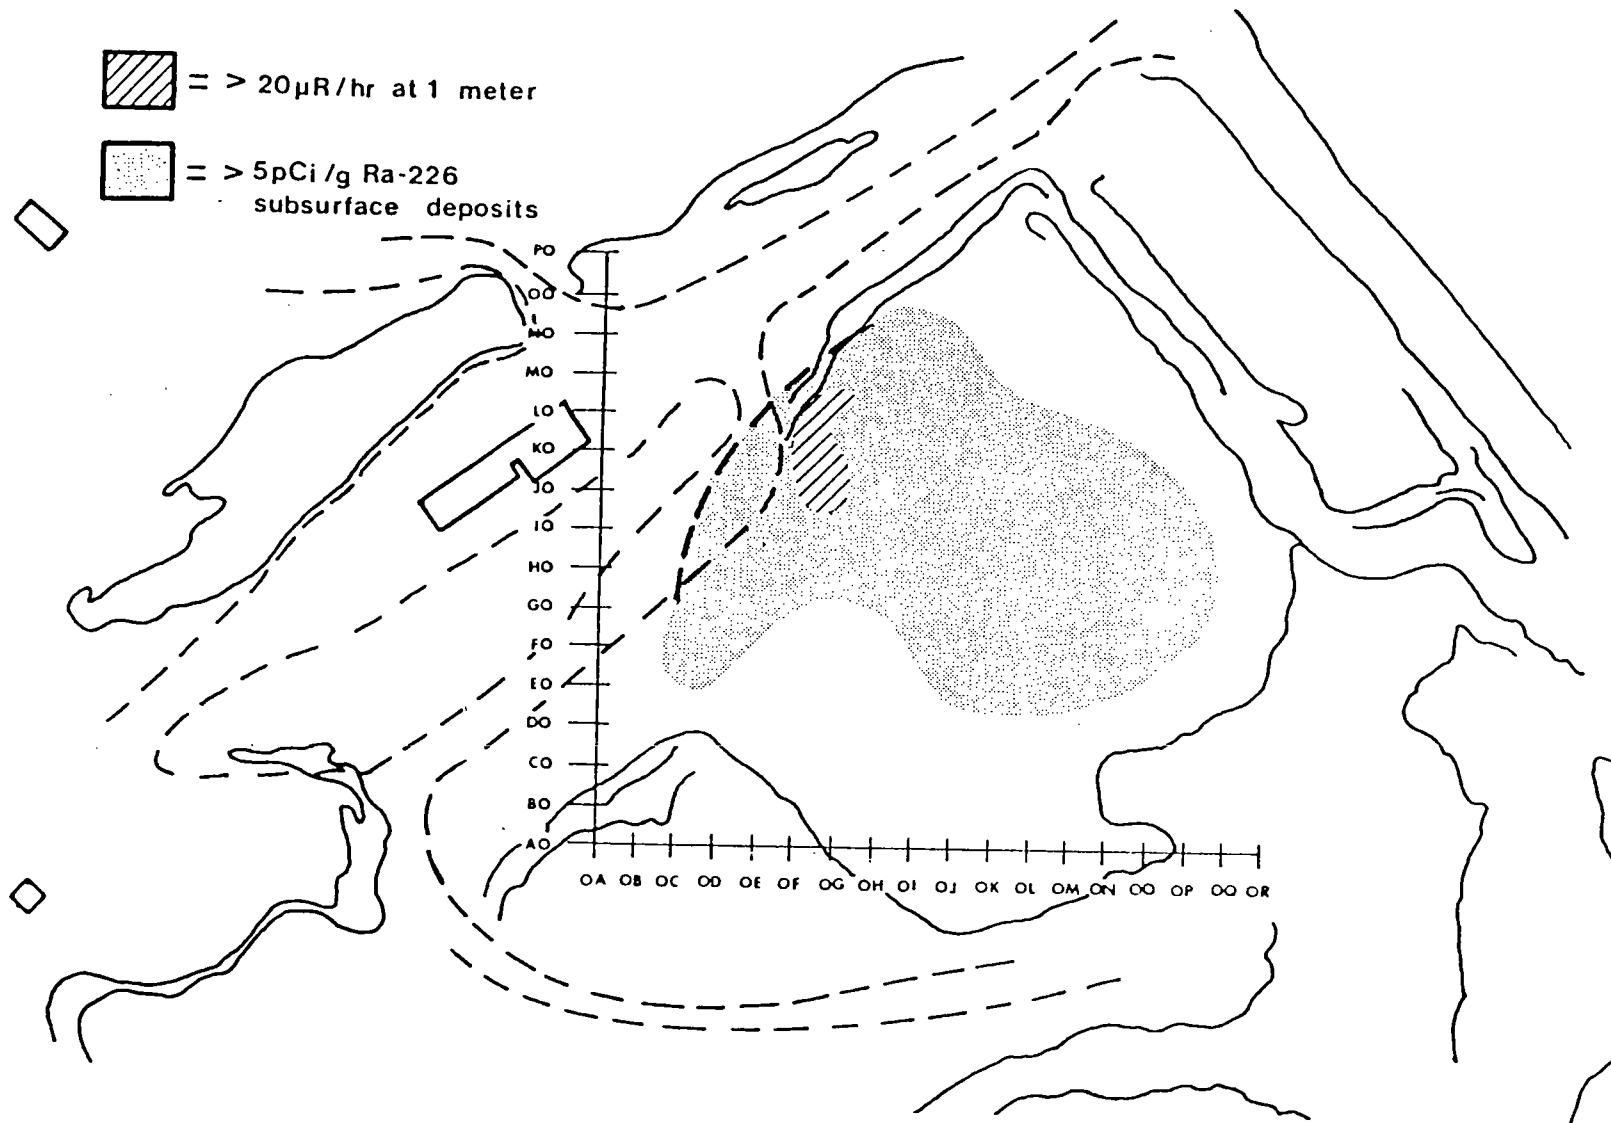 = > 20µR/hr at 1 meter
= > 5pCi/g Ra-226
subsurface deposits
PO
OO
NO
MO
LO
KO
JO
IO
HO
GO
FO
EO
DO
CO
BO
AO
OA OB OC OD OE OF OG OH OI OJ OK OL OM ON OO OP OQ OR